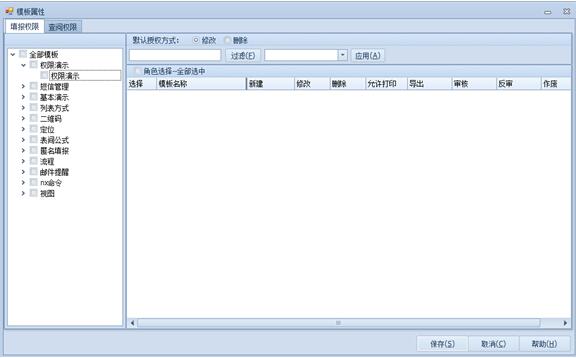 模板属性
填报权限 查阅权限
默认授权方式： 修改 删除
过滤(F) 应用(A)
角色选择--全部选中
选择 模板名称 新建 修改 删除 允许打印 导出 审核 反审 作废
全部模板
权限演示
权限演示
短信管理
基本演示
列表方式
二维码
定位
表间公式
匿名填报
流程
邮件提醒
nx命令
视图
保存(S) 取消(C) 帮助(H)